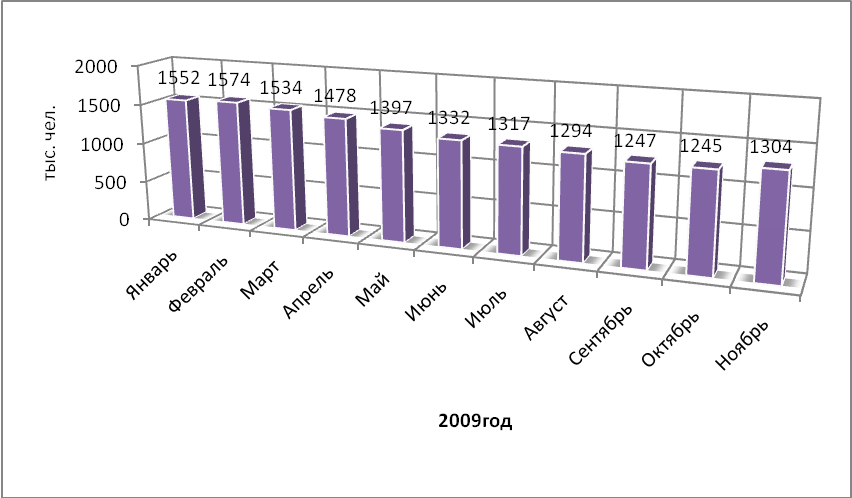 тыс. чел.
2000
1500
1000
500
0
1552
1574
1534
1478
1397
1332
1317
1294
1247
1245
1304
Январь
Февраль
Март
Апрель
Май
Июнь
Июль
Август
Сентябрь
Октябрь
Ноябрь
2009год